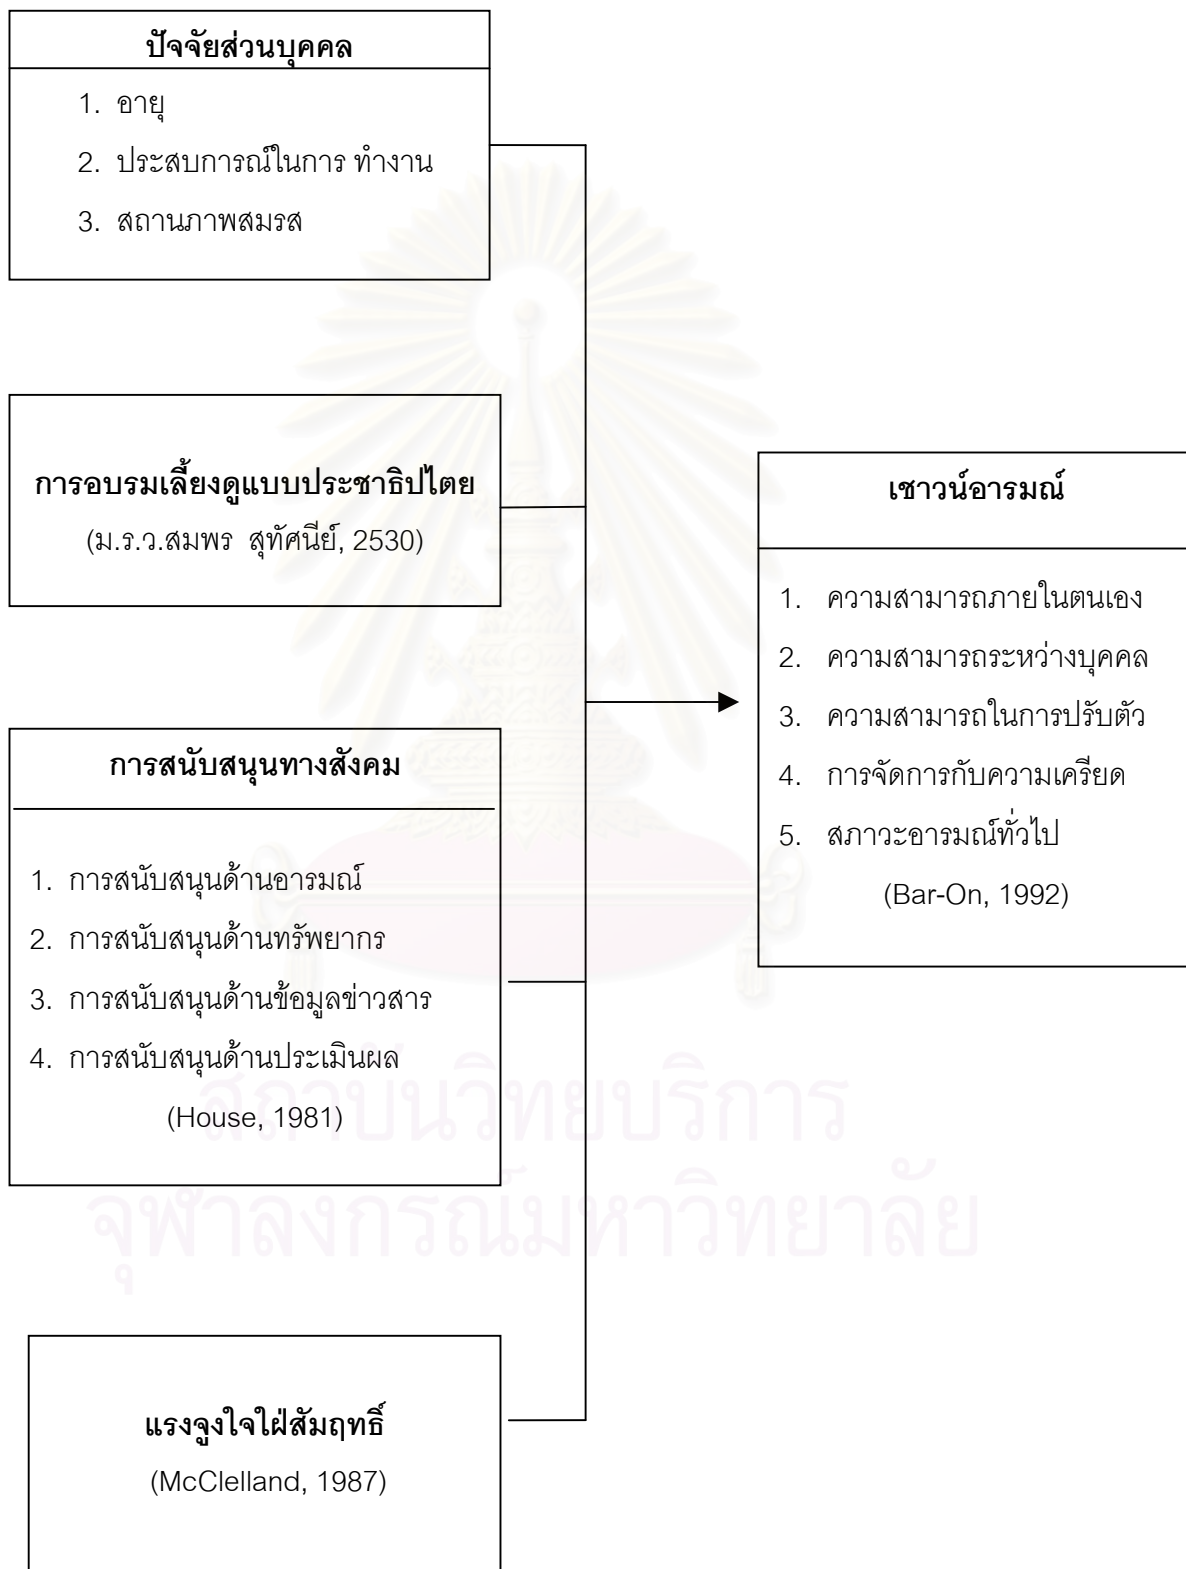 ปัจจัยส่วนบุคคล
1. อายุ
2. ประสบการณ์ในการ ทำงาน
3. สถานภาพสมรส
การอบรมเลี้ยงดูแบบประชาธิปไตย
(ม.ร.ว.สมพร สุทัศนีย์, 2530)
การสนับสนุนทางสังคม
1. การสนับสนุนด้านอารมณ์
2. การสนับสนุนด้านทรัพยากร
3. การสนับสนุนด้านข้อมูลข่าวสาร
4. การสนับสนุนด้านประเมินผล
(House, 1981)
แรงจูงใจใฝ่สัมฤทธิ์
(McClelland, 1987)
เชาวน์อารมณ์
1. ความสามารถภายในตนเอง
2. ความสามารถระหว่างบุคคล
3. ความสามารถในการปรับตัว
4. การจัดการกับความเครียด
5. สภาวะอารมณ์ทั่วไป
(Bar-On, 1992)
สถาบันวิทยบริการ
จุฬาลงกรณ์มหาวิทยาลัย